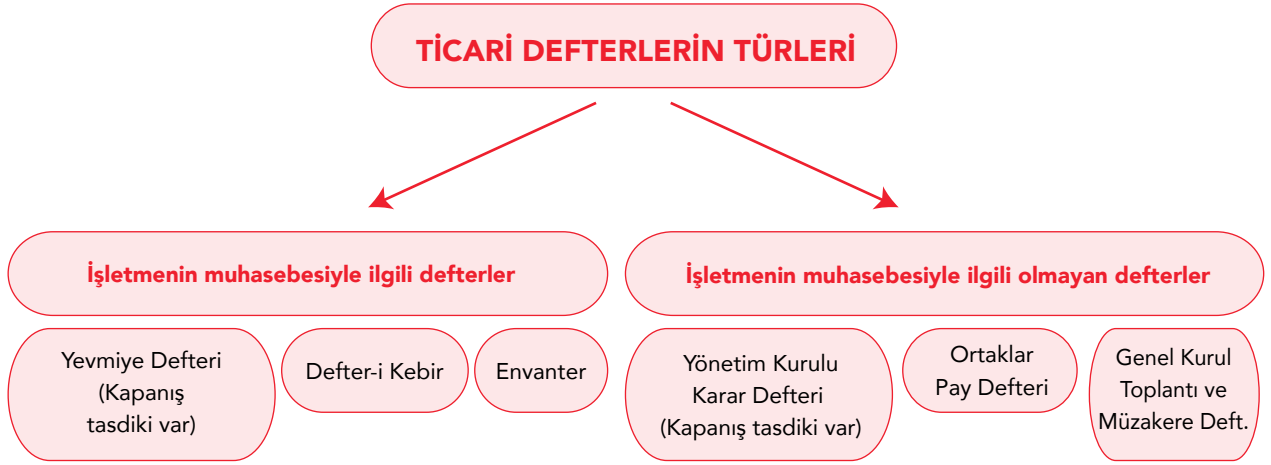 TİCARİ DEFTERLERİN TÜRLERİ
İşletmenin muhasebesiyle ilgili defterler
Yevmiye Defteri
(Kapanış
tasdiki var)
Defter-i Kebir
Envanter
İşletmenin muhasebesiyle ilgili olmayan defterler
Yönetim Kurulu
Karar Defteri
(Kapanış tasdiki var)
Ortaklar
Pay Defteri
Genel Kurul
Toplantı ve
Müzakere Deft.